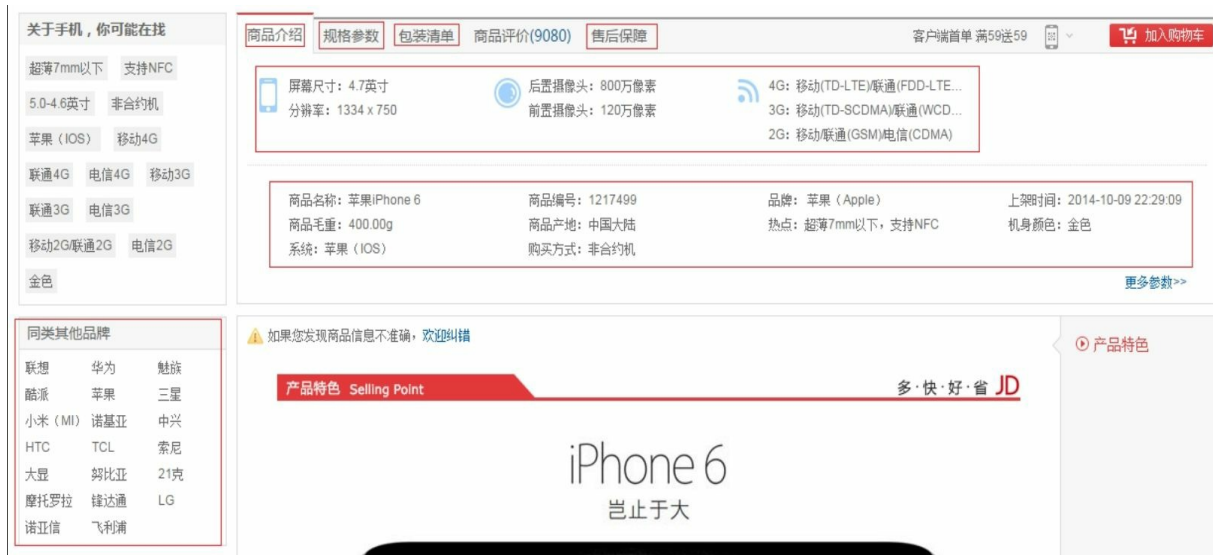 关于手机，你可能在找
超薄7mm以下 支持NFC
5.0-4.6英寸 非合约机
苹果（IOS） 移动4G
联通4G 电信4G 移动3G
联通3G 电信3G
移动2G/联通2G 电信2G
金色
同类其他品牌
联想 华为 魅族
酷派 苹果 三星
小米（MI） 诺基亚 中兴
HTC TCL 索尼
大显 努比亚 21克
摩托罗拉 锋达通 LG
诺亚信 飞利浦
商品介绍 规格参数 包装清单 商品评价(9080) 售后保障 客户端首单 满59送59 加入购物车
屏幕尺寸：4.7英寸 后置摄像头：800万像素 4G：移动(TD-LTE)/联通(FDD-LTE...
分辨率：1334 x 750 前置摄像头：120万像素 3G：移动(TD-SCDMA)/联通(WCD...
2G：移动/联通(GSM)/电信(CDMA)
商品名称：苹果iPhone 6 商品编号：1217499 品牌：苹果（Apple） 上架时间：2014-10-09 22:29:09
商品毛重：400.00g 商品产地：中国大陆 热点：超薄7mm以下，支持NFC 机身颜色：金色
系统：苹果（IOS） 购买方式：非合约机
更多参数>>
如果您发现商品信息不准确，欢迎纠错
产品特色
产品特色 Selling Point 多·快·好·省 JD
iPhone 6
岂止于大